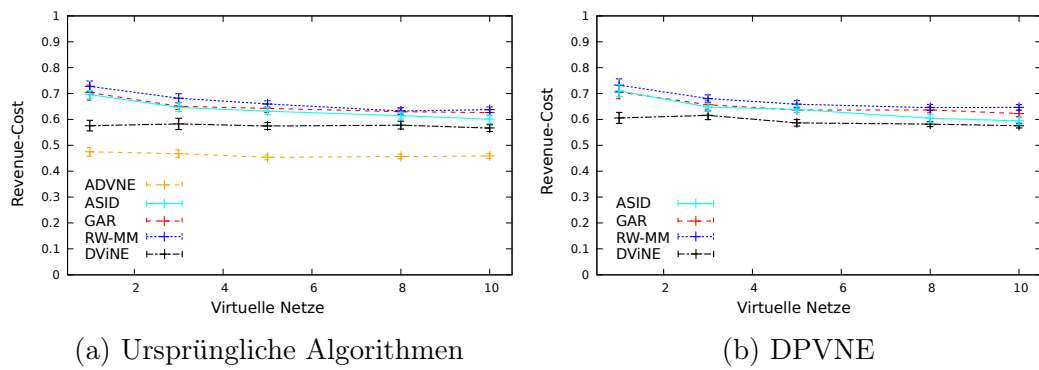 1
0.9
0.8
0.7
0.6
0.5
0.4
0.3
0.2
0.1
0
Revenue-Cost
ADVNE
ASID
GAR
RW-MM
DViNE
2 4 6 8 10
Virtuelle Netze
(a) Ursprüngliche Algorithmen
1
0.9
0.8
0.7
0.6
0.5
0.4
0.3
0.2
0.1
0
Revenue-Cost
ASID
GAR
RW-MM
DViNE
2 4 6 8 10
Virtuelle Netze
(b) DPVNE